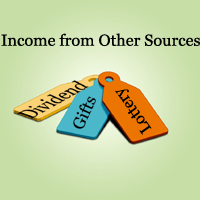 Income from Other Sources
Dividend
Gifts
Lottery